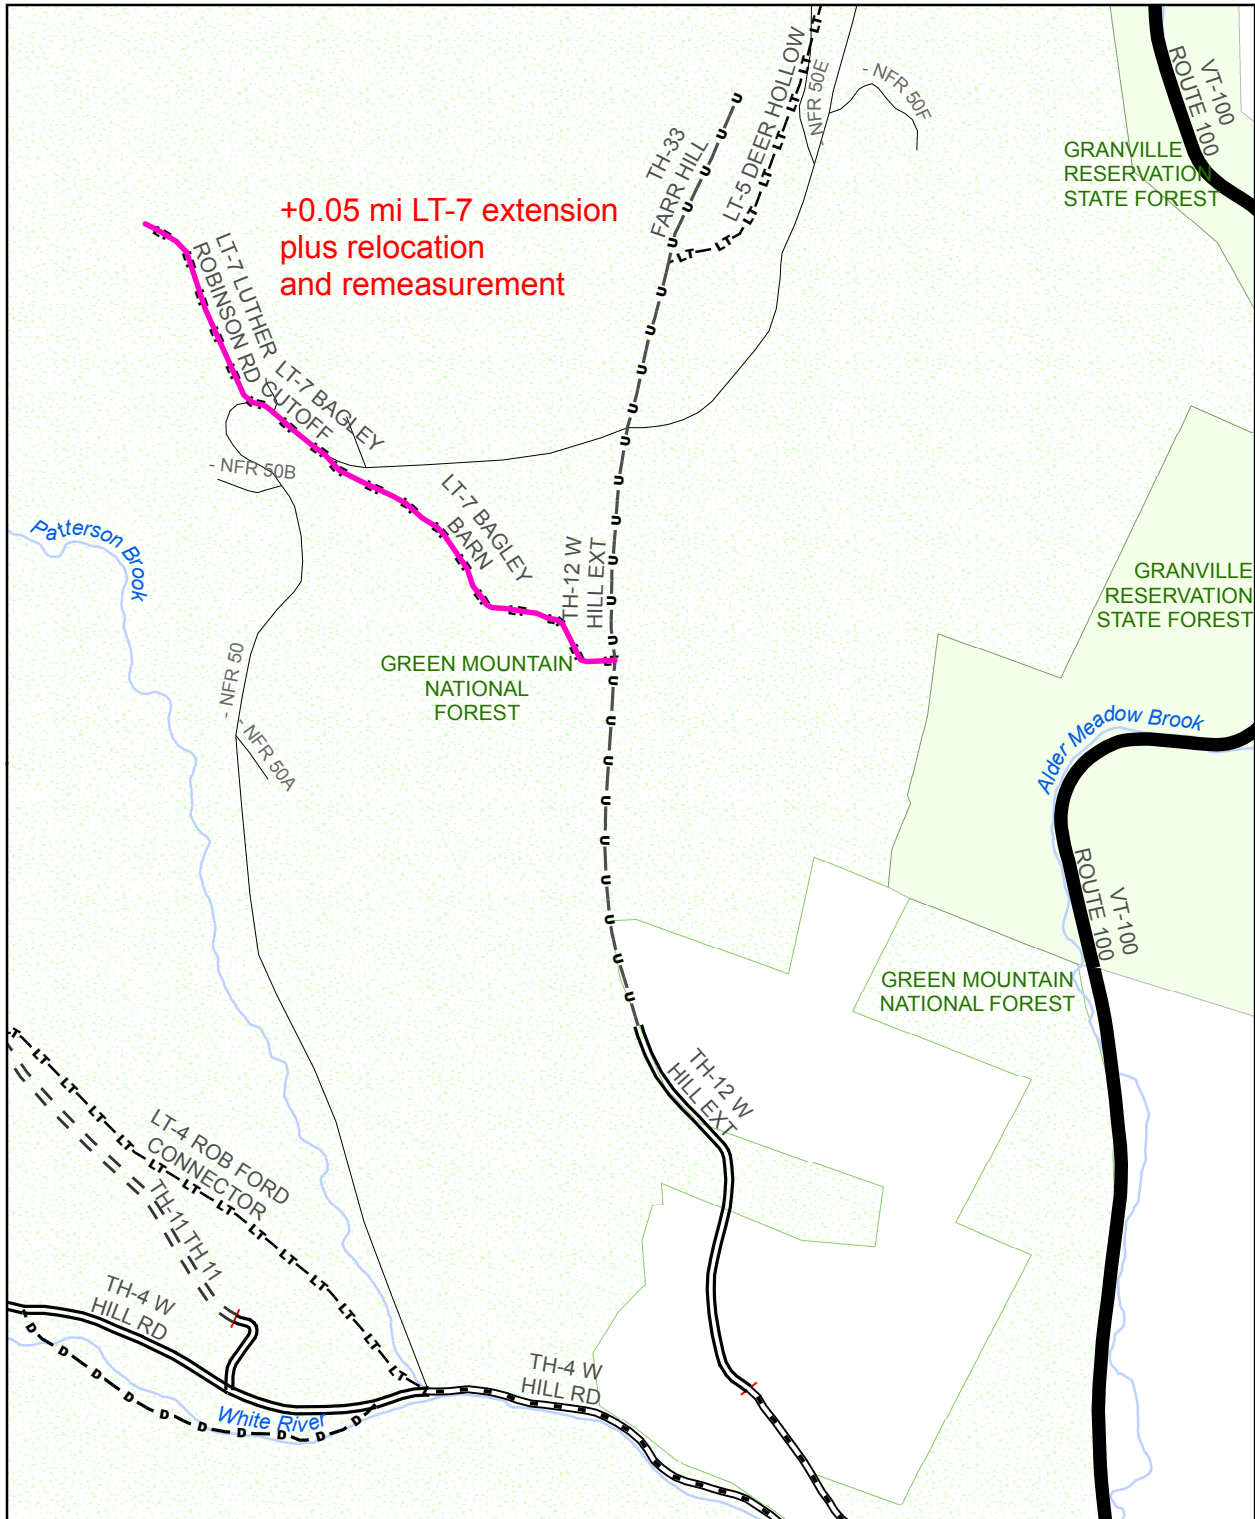 VT-100
ROUTE 100
GRANVILLE
RESERVATION
STATE FOREST
- NFR 50F
NFR 50E
LT-5 DEER HOLLOW
TH-33
FARR HILL
+0.05 mi LT-7 extension
plus relocation
and remeasurement
LT-7 LUTHER
ROBINSON RD CUTOFF
LT-7 BAGLEY
- NFR 50B
LT-7 BAGLEY
BARN
TH-12 W
HILL EXT
Patterson Brook
GREEN MOUNTAIN
NATIONAL
FOREST
- NFR 50
- NFR 50A
GRANVILLE
RESERVATION
STATE FOREST
Alder Meadow Brook
VT-100
ROUTE 100
GREEN MOUNTAIN
NATIONAL FOREST
TH-12 W
HILL EXT
LT-4 ROB FORD
CONNECTOR
TH-11 TH 11
TH-4 W
HILL RD
White River
TH-4 W
HILL RD